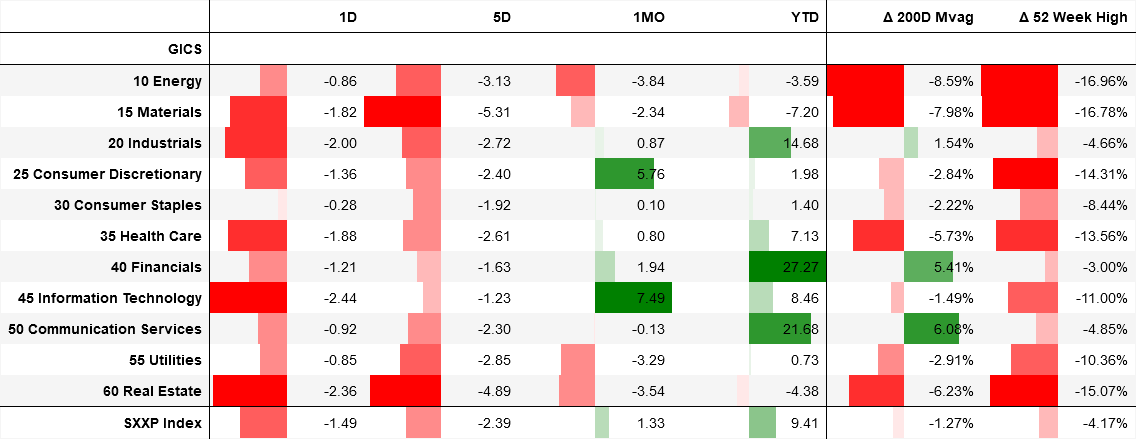 1D 5D 1MO YTD Δ 200D Mvag Δ 52 Week High
GICS
10 Energy -0.86 -3.13 -3.84 -3.59 -8.59% -16.96%
15 Materials -1.82 -5.31 -2.34 -7.20 -7.98% -16.78%
20 Industrials -2.00 -2.72 0.87 14.68 1.54% -4.66%
25 Consumer Discretionary -1.36 -2.40 5.76 1.98 -2.84% -14.31%
30 Consumer Staples -0.28 -1.92 0.10 1.40 -2.22% -8.44%
35 Health Care -1.88 -2.61 0.80 7.13 -5.73% -13.56%
40 Financials -1.21 -1.63 1.94 27.27 5.41% -3.00%
45 Information Technology -2.44 -1.23 7.49 8.46 -1.49% -11.00%
50 Communication Services -0.92 -2.30 -0.13 21.68 6.08% -4.85%
55 Utilities -0.85 -2.85 -3.29 0.73 -2.91% -10.36%
60 Real Estate -2.36 -4.89 -3.54 -4.38 -6.23% -15.07%
SXXP Index -1.49 -2.39 1.33 9.41 -1.27% -4.17%